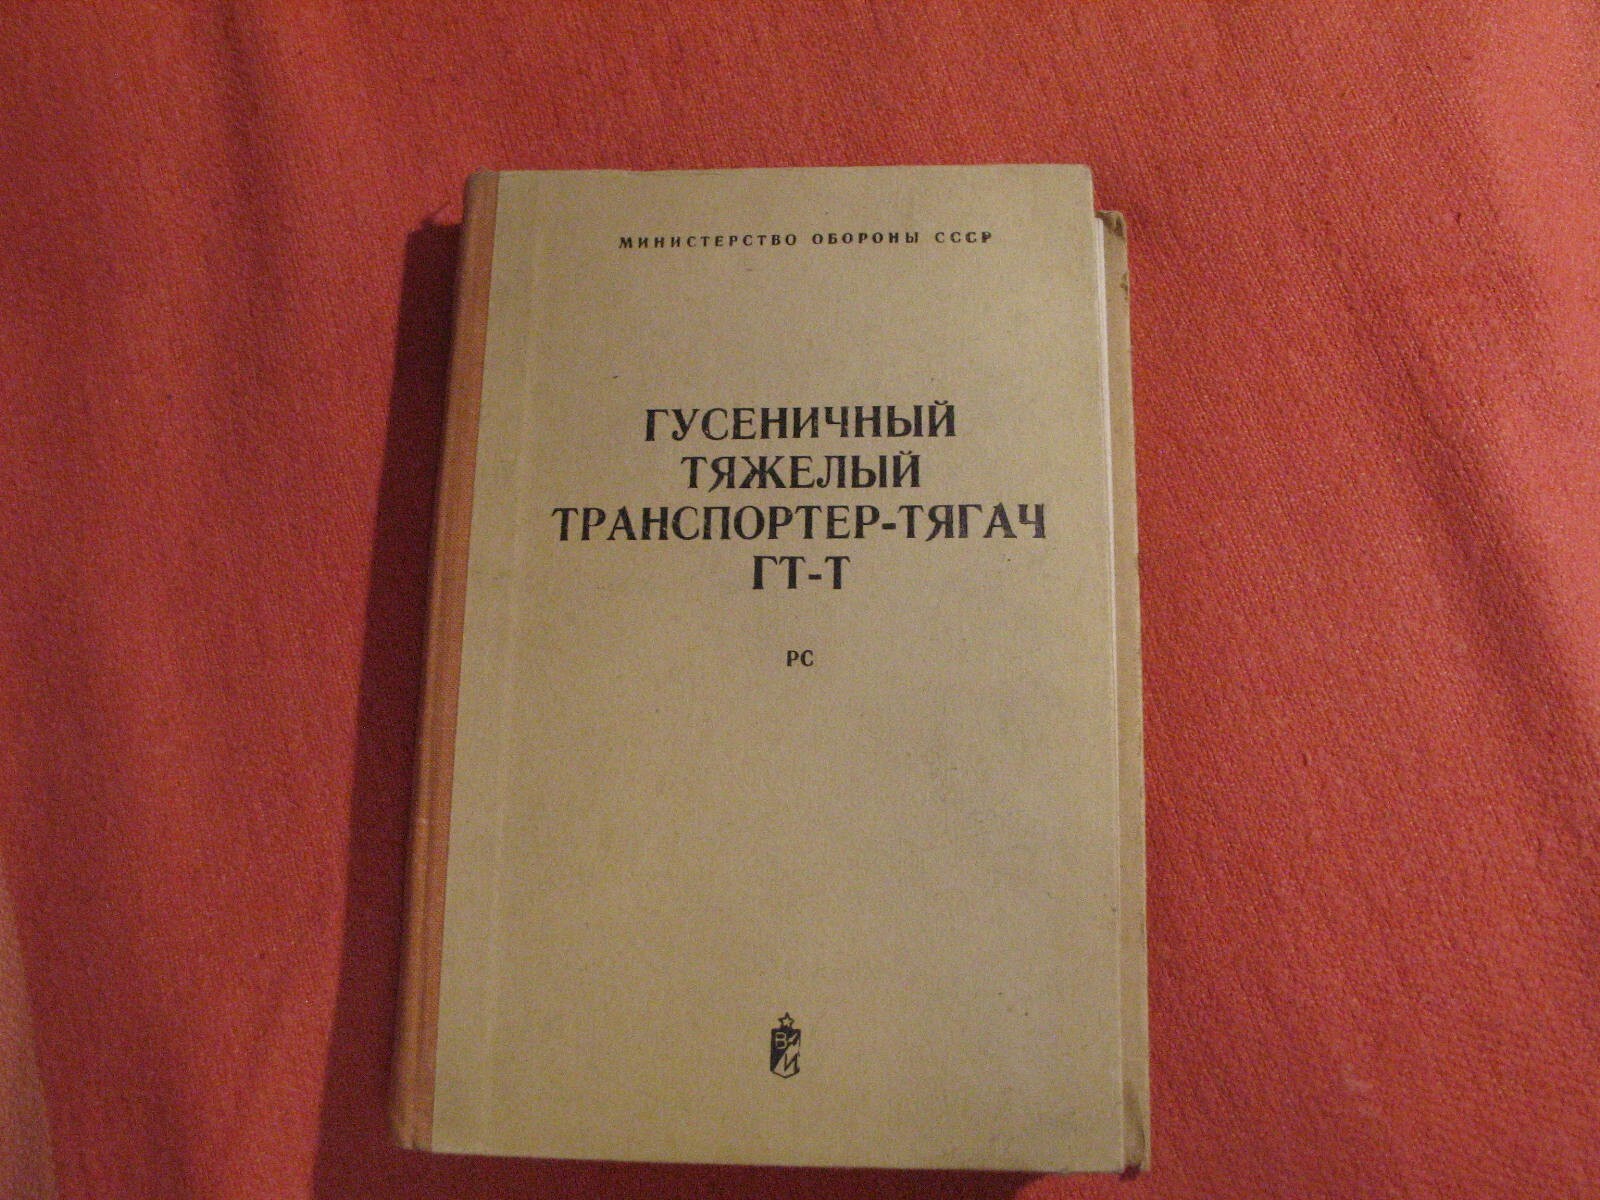 МИНИСТЕРСТВО ОБОРОНЫ СССР
ГУСЕНИЧНЫЙ
ТЯЖЕЛЫЙ
ТРАНСПОРТЕР-ТЯГАЧ
ГТ-Т
РС
В
И